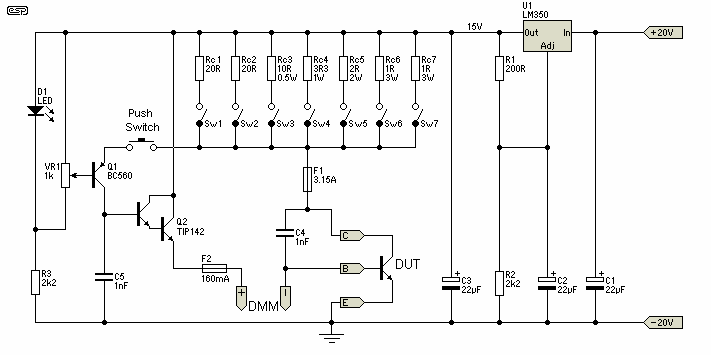 esp
U1
LM350
Out
In
Adj
15V
+20V
Rc1
20R
Rc2
20R
Rc3
10R
0.5W
Rc4
3R3
1W
Rc5
2R
2W
Rc6
1R
3W
Rc7
1R
3W
R1
200R
D1
LED
Push
Switch
Sw1
Sw2
Sw3
Sw4
Sw5
Sw6
Sw7
VR1
1k
Q1
BC560
F1
3.15A
Q2
TIP142
C4
1nF
C
B
E
DUT
F2
160mA
+
DMM
-
R3
2k2
C5
1nF
C3
22µF
+
R2
2k2
C2
22µF
+
C1
22µF
+
-20V